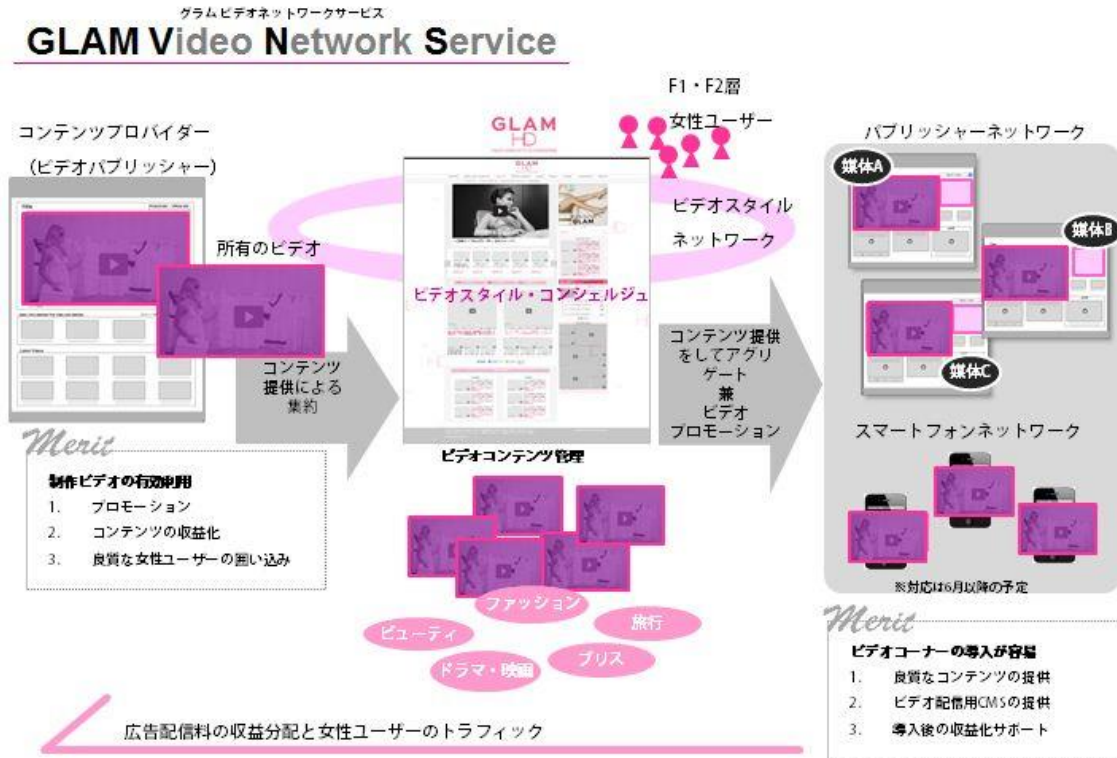 グラム ビデオネットワークサービス
GLAM Video Network Service
コンテンツプロバイダー
（ビデオパブリッシャー）
所有のビデオ
コンテンツ
提供による
集約
Merit
制作ビデオの有効利用
1. プロモーション
2. コンテンツの収益化
3. 良質な女性ユーザーの囲い込み
GLAM
HD
F1・F2層
女性ユーザー
ビデオスタイル
ネットワーク
GLAM
GLAM
ビデオスタイル・コンシェルジュ
ビデオコンテンツ管理
ファッション
ビューティ
旅行
ドラマ・映画
ブリス
コンテンツ提供
をしてアグリ
ゲート
兼
ビデオ
プロモーション
パブリッシャーネットワーク
媒体A
媒体B
媒体C
スマートフォンネットワーク
※対応は6月以降の予定
Merit
ビデオコーナーの導入が容易
1. 良質なコンテンツの提供
2. ビデオ配信用CMSの提供
3. 導入後の収益化サポート
広告配信料の収益分配と女性ユーザーのトラフィック